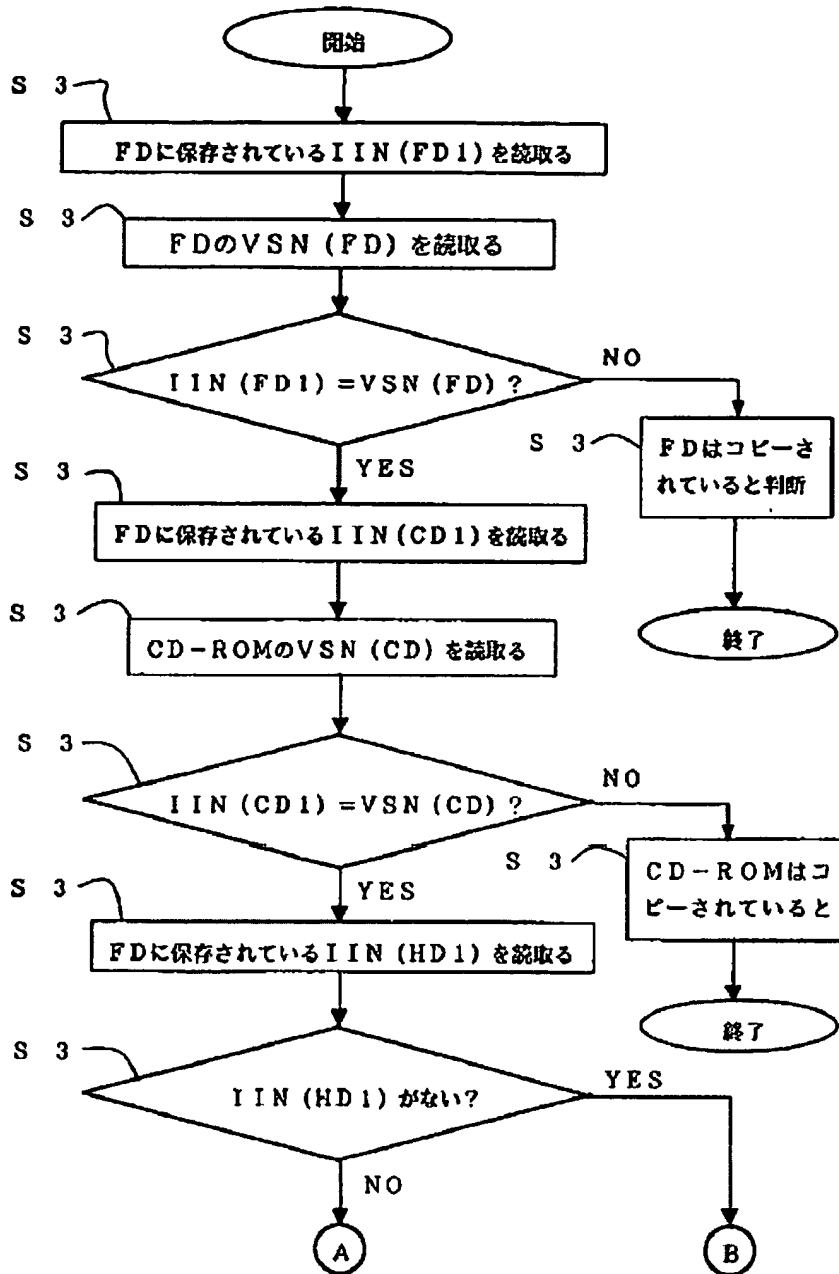 開始
S 3
FDに保存されているIIN(FD1)を読取る
S 3
FDのVSN(FD)を読取る
S 3
IIN(FD1)=VSN(FD)?
NO
YES
S 3
FDはコピーさ
れていると判断
終了
S 3
FDに保存されているIIN(CD1)を読取る
S 3
CD-ROMのVSN(CD)を読取る
S 3
IIN(CD1)=VSN(CD)?
NO
YES
S 3
CD-ROMはコ
ピーされていると
終了
S 3
FDに保存されているIIN(HD1)を読取る
S 3
IIN(HD1)がない?
YES
NO
A
B